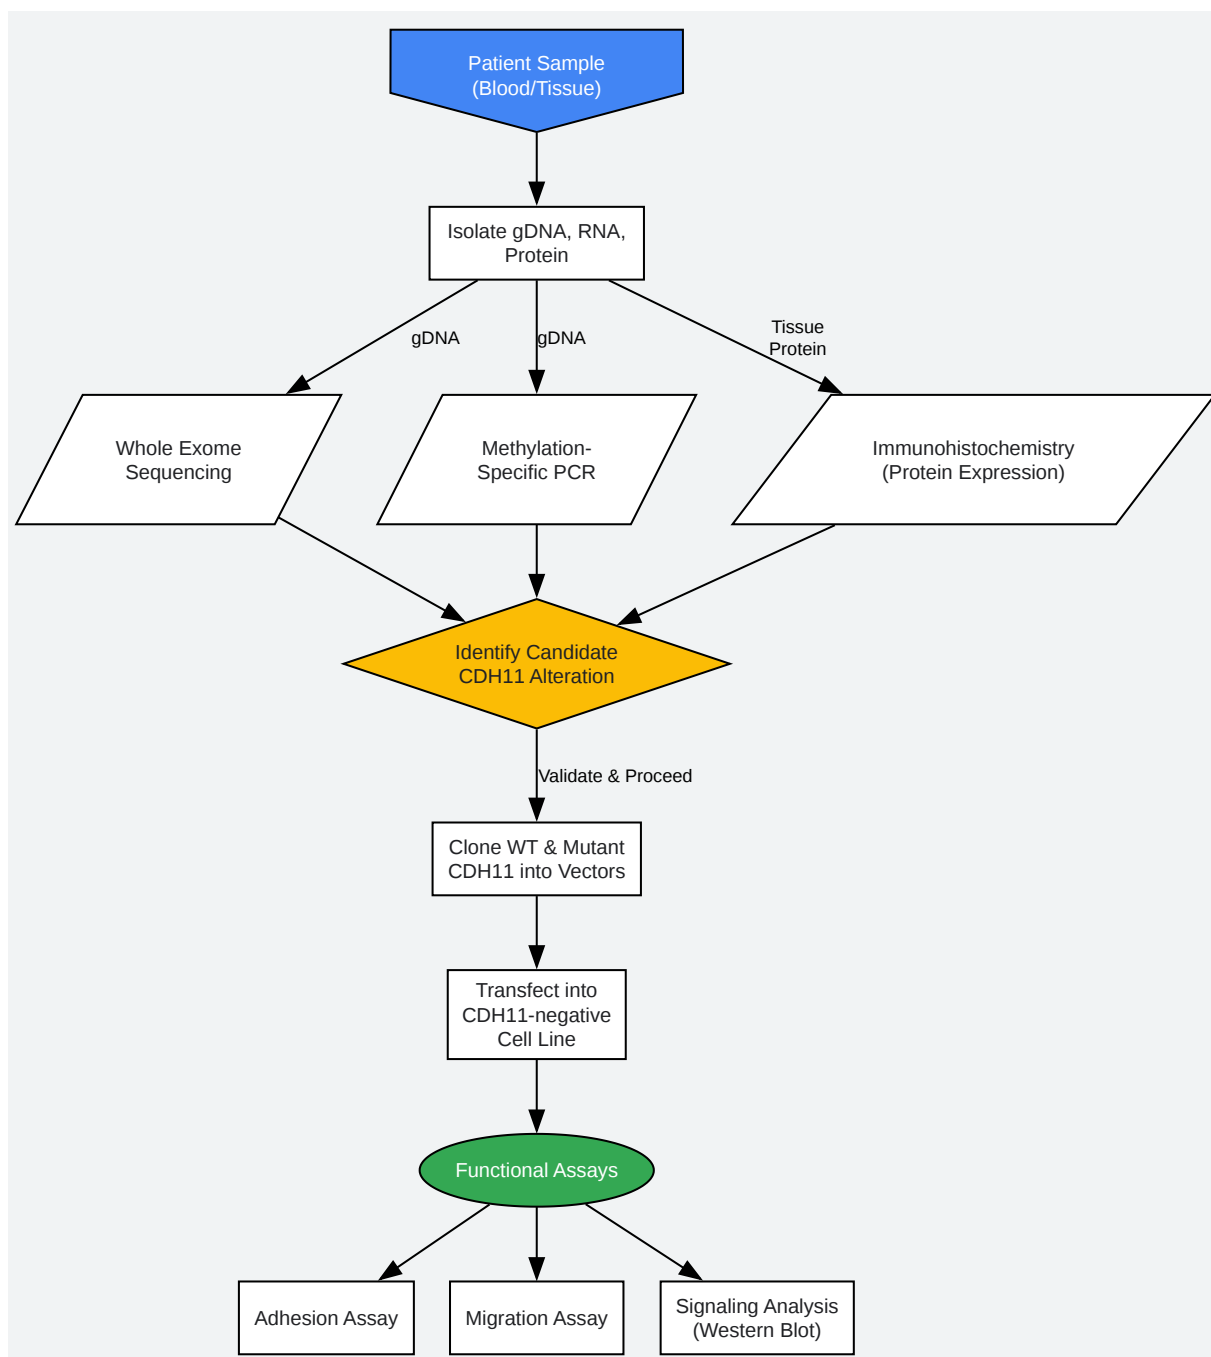 Patient Sample
(Blood/Tissue)
Isolate gDNA, RNA,
Protein
gDNA
gDNA
Tissue
Protein
Whole Exome
Sequencing
Methylation-
Specific PCR
Immunohistochemistry
(Protein Expression)
Identify Candidate
CDH11 Alteration
Validate & Proceed
Clone WT & Mutant
CDH11 into Vectors
Transfect into
CDH11-negative
Cell Line
Functional Assays
Adhesion Assay
Migration Assay
Signaling Analysis
(Western Blot)